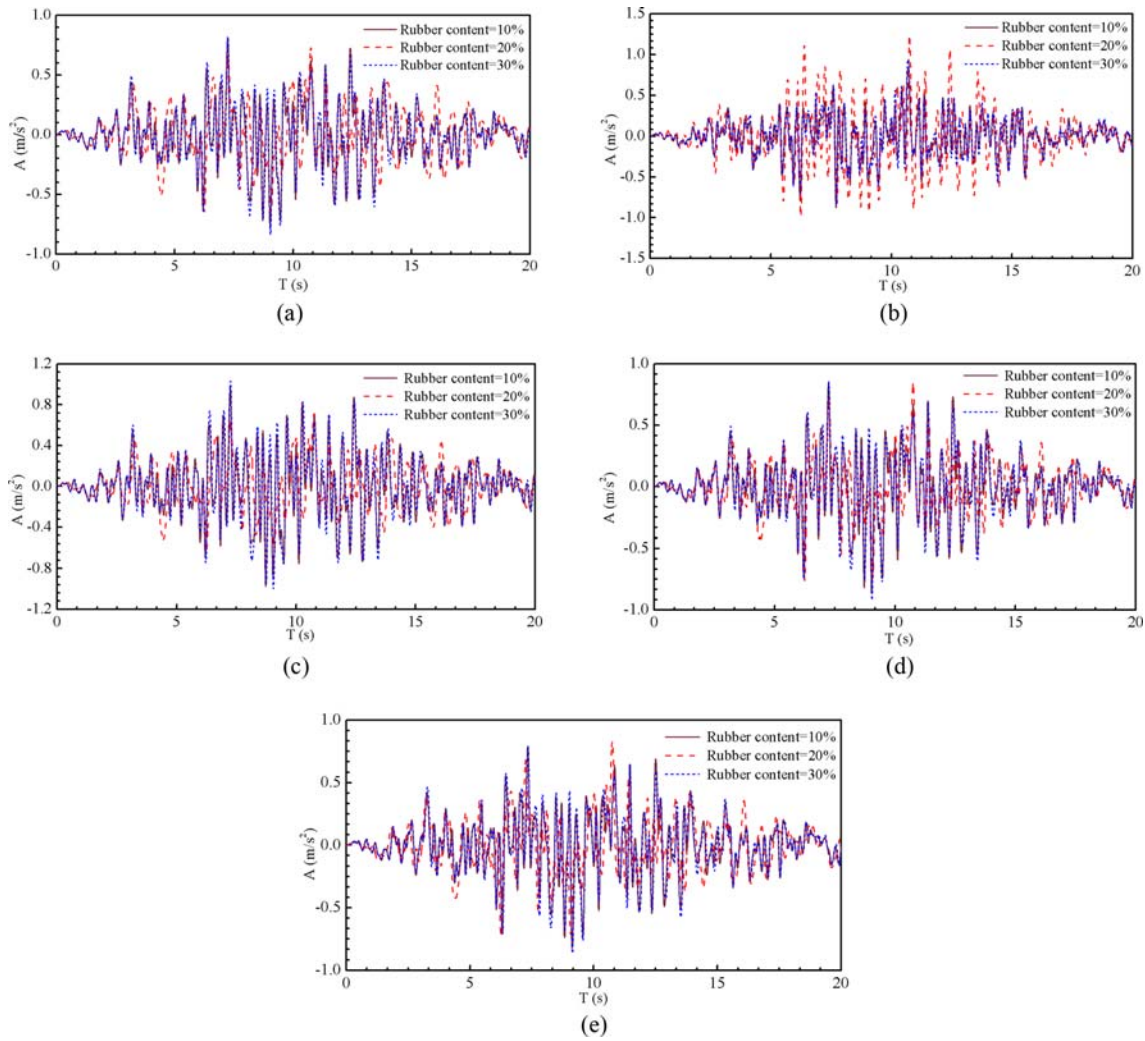 1.0
0.5
0.0
-0.5
-1.0
A (m/s²)
Rubber content=10%
Rubber content=20%
Rubber content=30%
0 5 10 15 20
T (s)
(a)
1.5
1.0
0.5
0.0
-0.5
-1.0
-1.5
A (m/s²)
Rubber content=10%
Rubber content=20%
Rubber content=30%
0 5 10 15 20
T (s)
(b)
1.2
0.8
0.4
0.0
-0.4
-0.8
-1.2
A (m/s²)
Rubber content=10%
Rubber content=20%
Rubber content=30%
0 5 10 15 20
T (s)
(c)
1.0
0.5
0.0
-0.5
-1.0
A (m/s²)
Rubber content=10%
Rubber content=20%
Rubber content=30%
0 5 10 15 20
T (s)
(d)
1.0
0.5
0.0
-0.5
-1.0
A (m/s²)
Rubber content=10%
Rubber content=20%
Rubber content=30%
0 5 10 15 20
T (s)
(e)